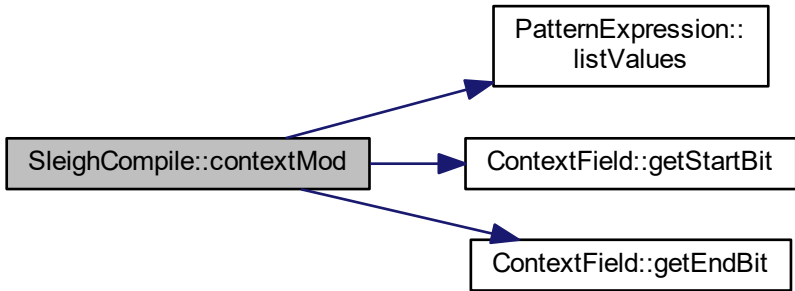 PatternExpression::
listValues
SleighCompile::contextMod
ContextField::getStartBit
ContextField::getEndBit